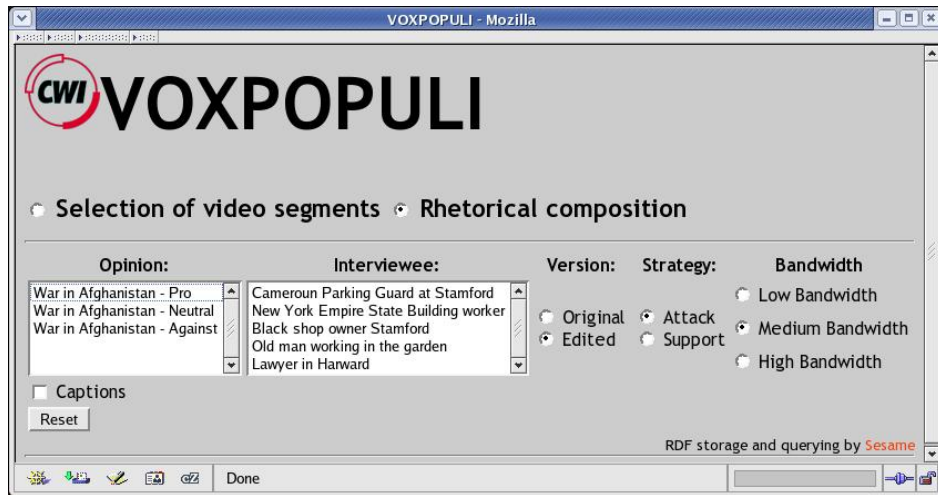 VOXPOPULI - Mozilla
CWI VOXPOPULI
Selection of video segments Rhetorical composition
Opinion: Interviewee: Version: Strategy: Bandwidth
War in Afghanistan - Pro
War in Afghanistan - Neutral
War in Afghanistan - Against
Cameroun Parking Guard at Stamford
New York Empire State Building worker
Black shop owner Stamford
Old man working in the garden
Lawyer in Harward
Original
Edited
Attack
Support
Low Bandwidth
Medium Bandwidth
High Bandwidth
Captions
Reset
RDF storage and querying by Sesame
Done